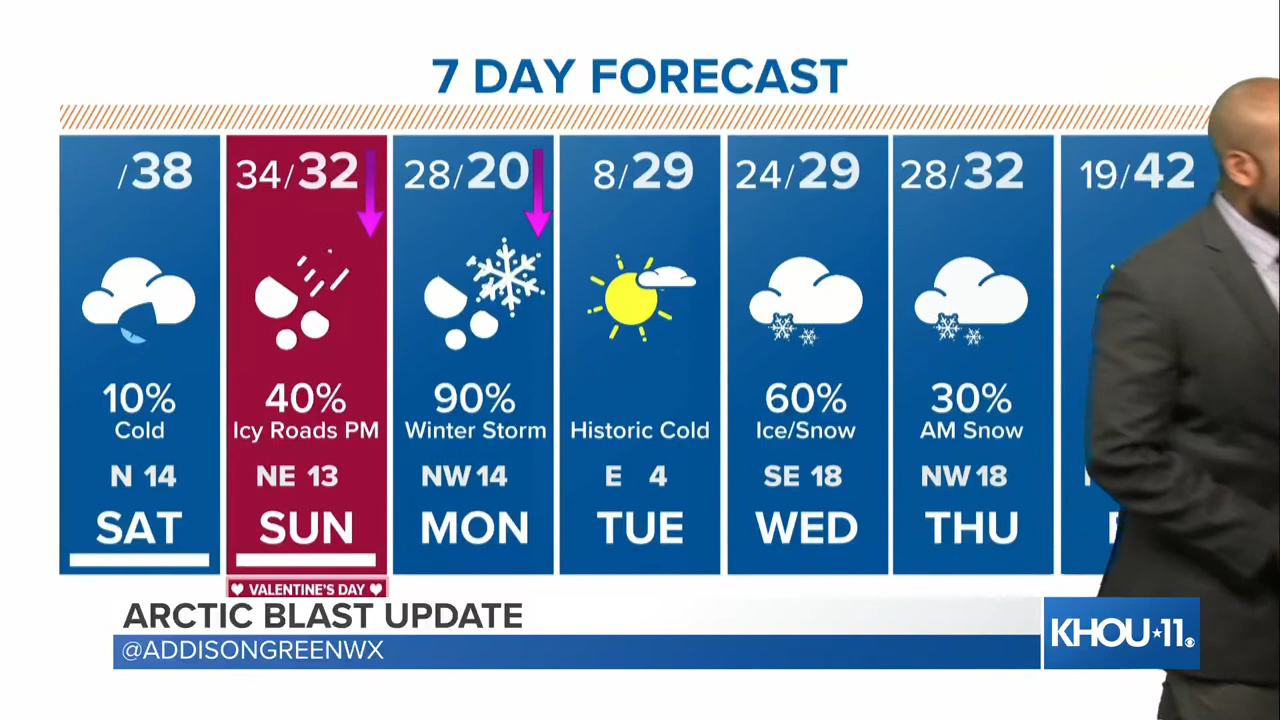 7 DAY FORECAST
/38
34/32
28/20
8/29
24/29
28/32
19/42
10%
40%
90%
60%
30%
Cold
Icy Roads PM
Winter Storm
Historic Cold
Ice/Snow
AM Snow
N 14
NE 13
NW 14
E 4
SE 18
NW 18
SAT
SUN
MON
TUE
WED
THU
VALENTINE'S DAY
ARCTIC BLAST UPDATE
@ADDISONGREENWX
KHOU★11